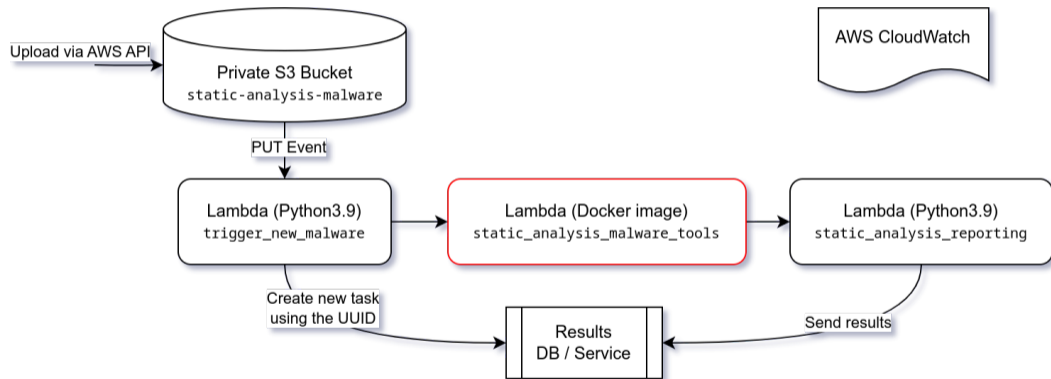 Upload via AWS API
Private S3 Bucket
static-analysis-malware
AWS CloudWatch
PUT Event
Lambda (Python3.9)
trigger_new_malware
Lambda (Docker image)
static_analysis_malware_tools
Lambda (Python3.9)
static_analysis_reporting
Create new task
using the UUID
Results
DB / Service
Send results